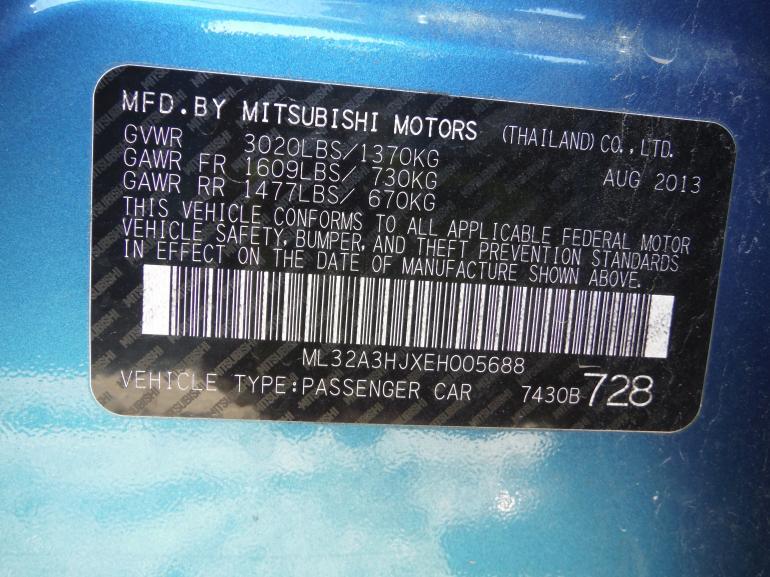 MFD.BY MITSUBISHI MOTORS (THAILAND) CO., LTD.
GVWR 3020LBS/1370KG AUG 2013
GAWR FR 1609LBS/ 730KG
GAWR RR 1477LBS/ 670KG
THIS VEHICLE CONFORMS TO ALL APPLICABLE FEDERAL MOTOR
VEHICLE SAFETY, BUMPER, AND THEFT PREVENTION STANDARDS
IN EFFECT ON THE DATE OF MANUFACTURE SHOWN ABOVE.
ML32A3HJXEH005688
VEHICLE TYPE:PASSENGER CAR 7430B 728